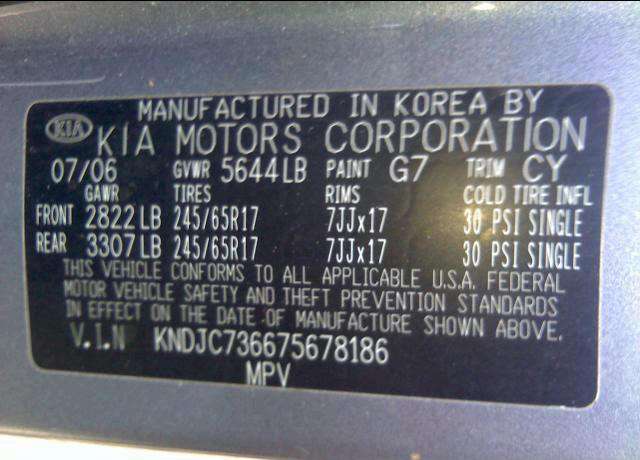 MANUFACTURED IN KOREA BY
KIA KIA MOTORS CORPORATION
07/06 GVWR 5644LB PAINT G7 TRIM CY
GAWR TIRES RIMS COLD TIRE INFL
FRONT 2822LB 245/65R17 7JJx17 30 PSI SINGLE
REAR 3307LB 245/65R17 7JJx17 30 PSI SINGLE
THIS VEHICLE CONFORMS TO ALL APPLICABLE U.S.A. FEDERAL
MOTOR VEHICLE SAFETY AND THEFT PREVENTION STANDARDS
IN EFFECT ON THE DATE OF MANUFACTURE SHOWN ABOVE.
V.I.N KNDJC736675678186
MPV